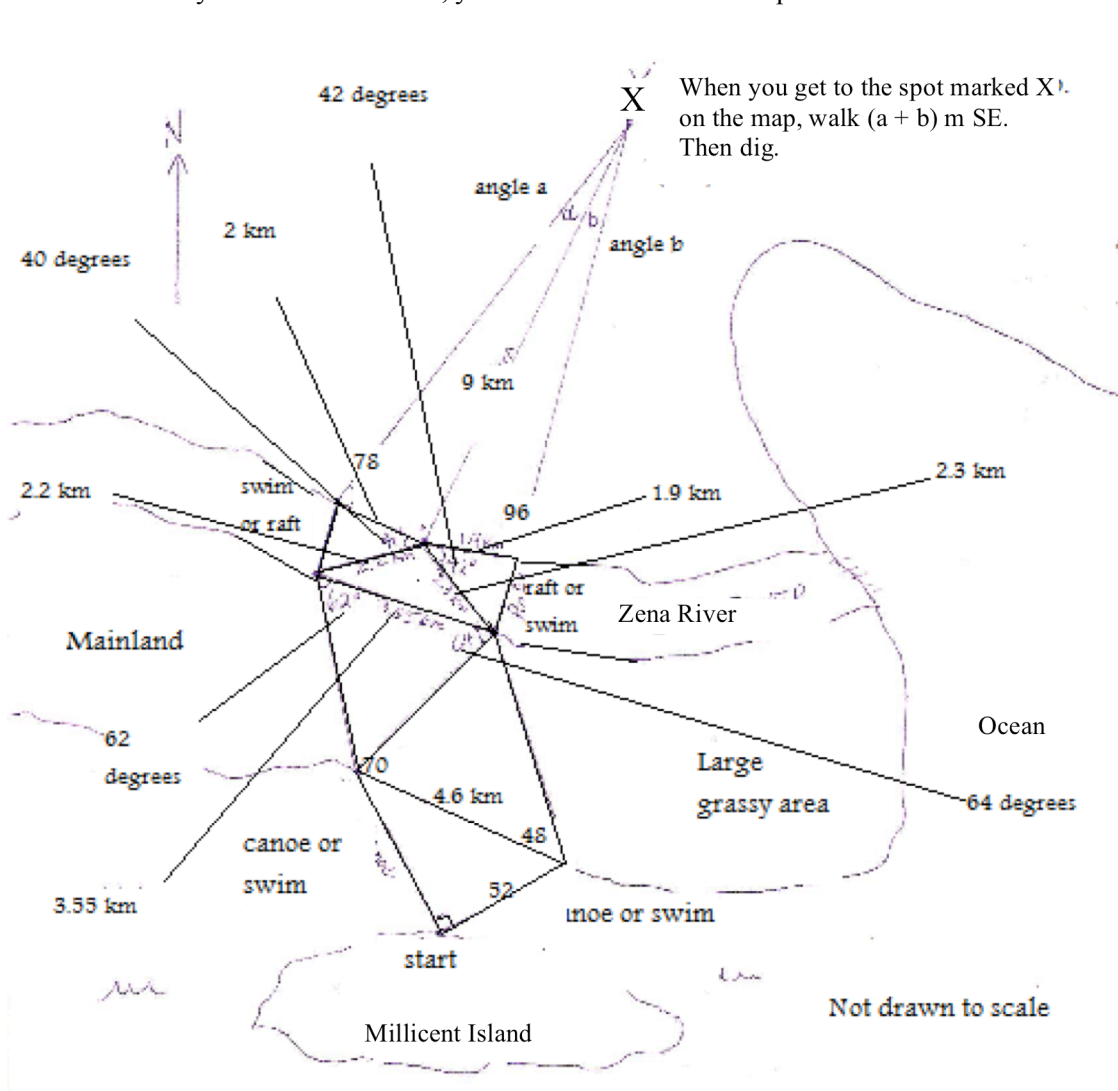 42 degrees
X
When you get to the spot marked X
on the map, walk (a + b) m SE.
Then dig.
N
angle a
a
b
2 km
angle b
40 degrees
8
9 km
78
2.3 km
2.2 km
swim
1.9 km
96
or raft
raft or
Zena River
swim
Mainland
62
degrees
70
Ocean
Large
grassy area
4.6 km
64 degrees
48
canoe or
swim
52
3.55 km
noe or swim
start
Not drawn to scale
Millicent Island